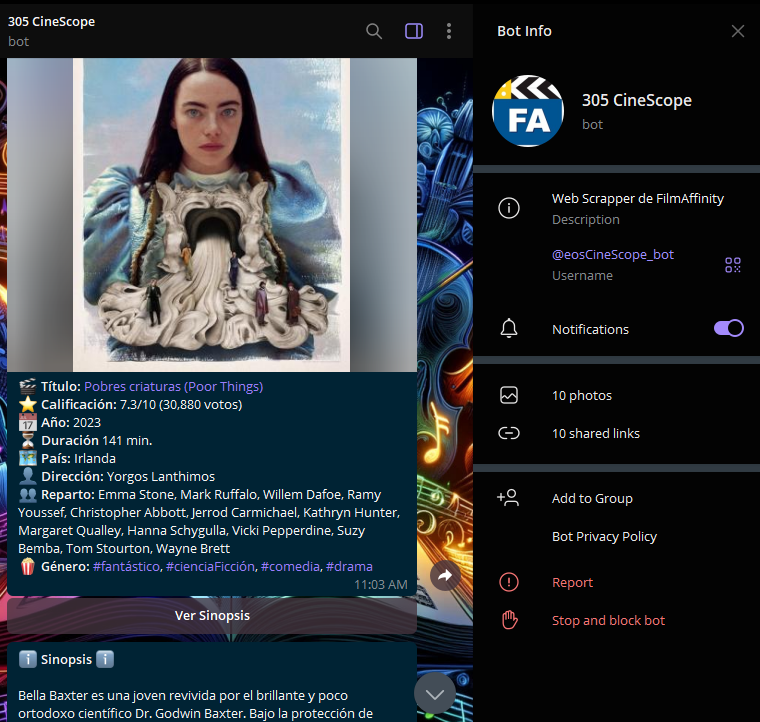 305 CineScope
bot
Título: Pobres criaturas (Poor Things)
Calificación: 7.3/10 (30,880 votos)
17 Año: 2023
Duración 141 min.
País: Irlanda
Dirección: Yorgos Lanthimos
Reparto: Emma Stone, Mark Ruffalo, Willem Dafoe, Ramy
Youssef, Christopher Abbott, Jerrod Carmichael, Kathryn Hunter,
Margaret Qualley, Hanna Schygulla, Vicki Pepperdine, Suzy
Bemba, Tom Stourton, Wayne Brett
Género: #fantástico, #cienciaFicción, #comedia, #drama
11:03 AM
Ver Sinopsis
Sinopsis
Bella Baxter es una joven revivida por el brillante y poco
ortodoxo científico Dr. Godwin Baxter. Bajo la protección de
Bot Info
FA
305 CineScope
bot
Web Scrapper de FilmAffinity
Description
@eosCineScope_bot
Username
Notifications
10 photos
10 shared links
Add to Group
Bot Privacy Policy
Report
Stop and block bot